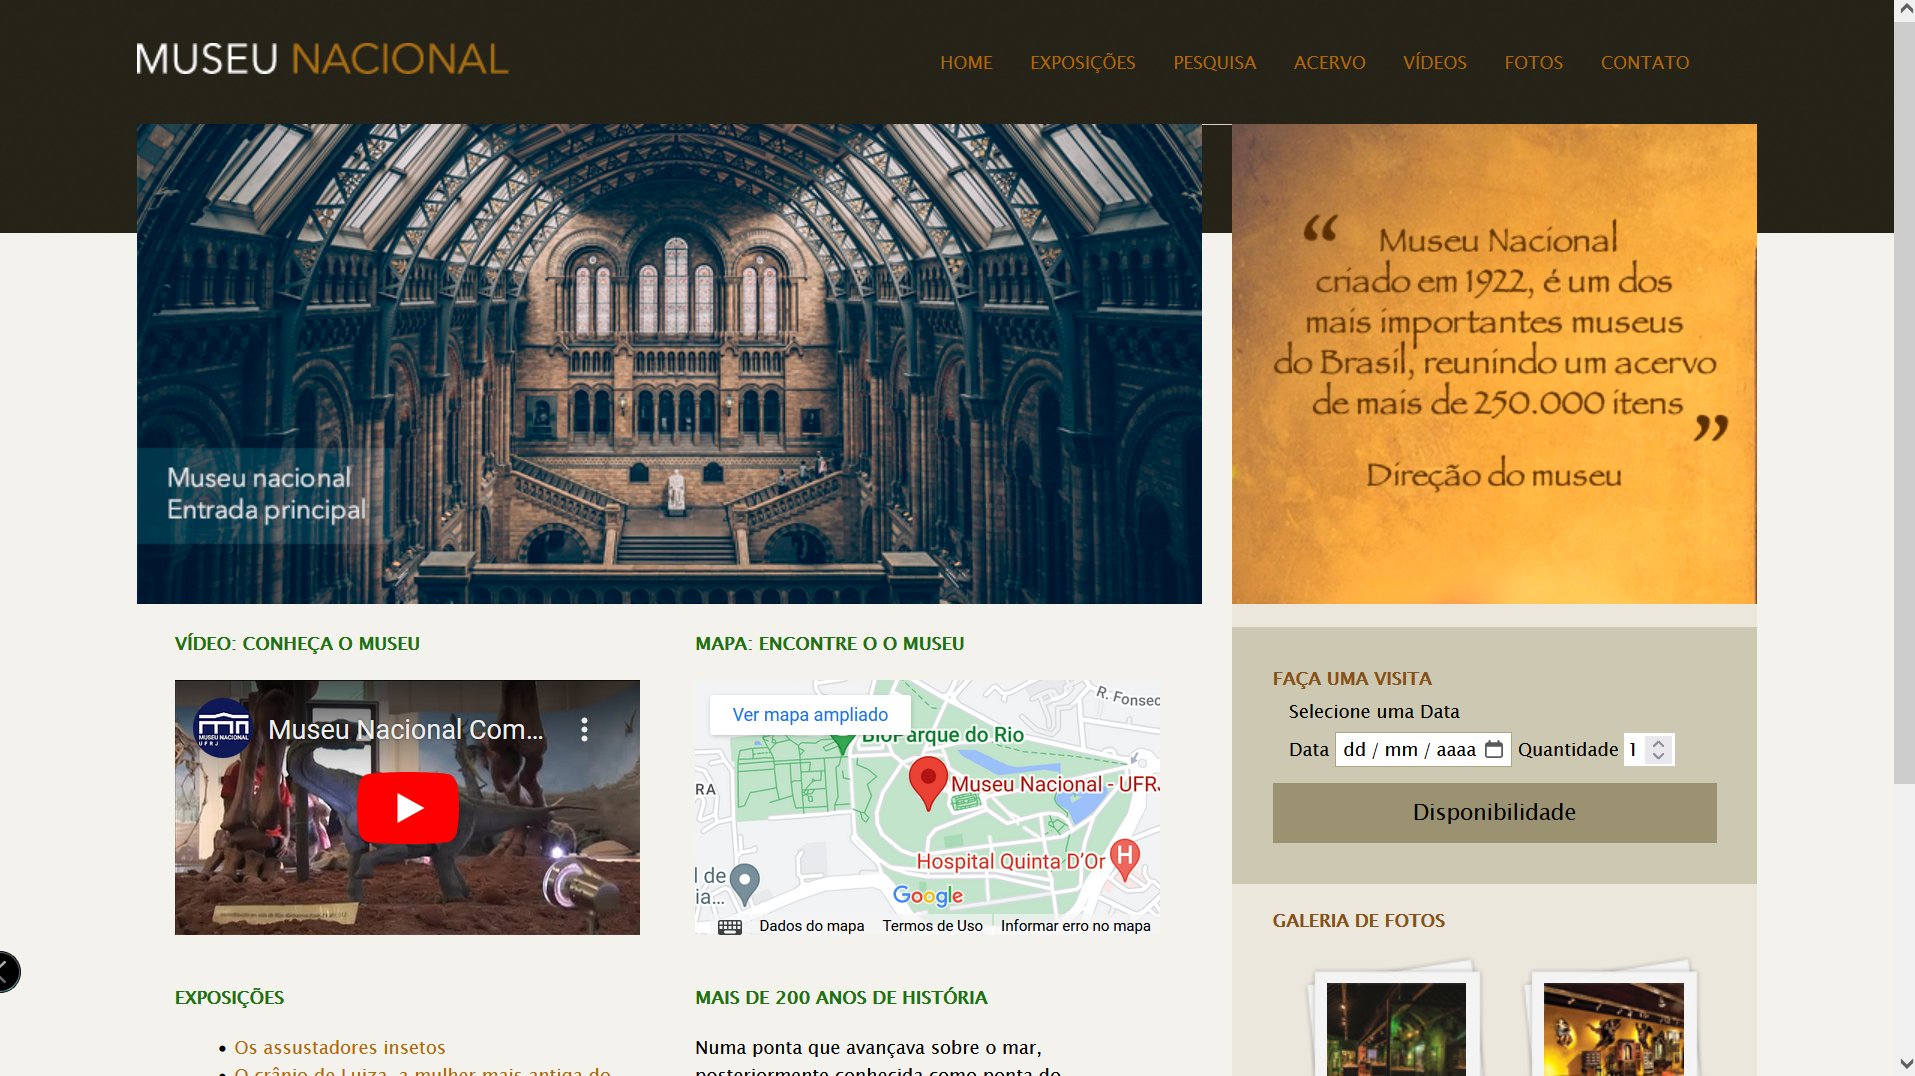 MUSEU NACIONAL
HOME EXPOSIÇÕES PESQUISA ACERVO VÍDEOS FOTOS CONTATO
Museu nacional
Entrada principal
“ Museu Nacional
criado em 1922, é um dos
mais importantes museus
do Brasil, reunindo um acervo
de mais de 250.000 itens ”
Direção do museu
VÍDEO: CONHEÇA O MUSEU
MUSEU NACIONAL
UFRJ
Museu Nacional Com...
MAPA: ENCONTRE O O MUSEU
Ver mapa ampliado
R. Fonsec
BioParque do Rio
RA
Museu Nacional - UFRJ
Hospital Quinta D'Or
H
l de
ia...
Google
Dados do mapa Termos de Uso Informar erro no mapa
FAÇA UMA VISITA
Selecione uma Data
Data dd / mm / aaaa Quantidade 1
Disponibilidade
GALERIA DE FOTOS
EXPOSIÇÕES
• Os assustadores insetos
• O crânio de Luiza, a mulher mais antiga do
MAIS DE 200 ANOS DE HISTÓRIA
Numa ponta que avançava sobre o mar,
posteriormente conhecida como ponta do